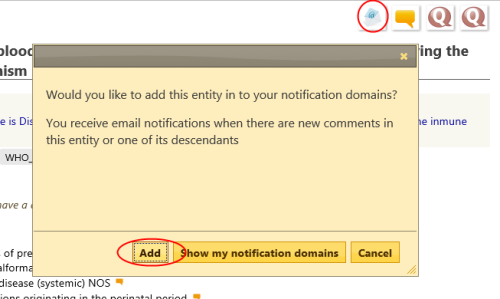 blood ring the
nism
Would you like to add this entity in to your notification domains?
You receive email notifications when there are new comments in
this entity or one of its descendants
e is Dis ne inmune
WHO_
have a
Add Show my notification domains Cancel
s of pre
alforma
disease (systemic) NOS
ions originating in the perinatal period